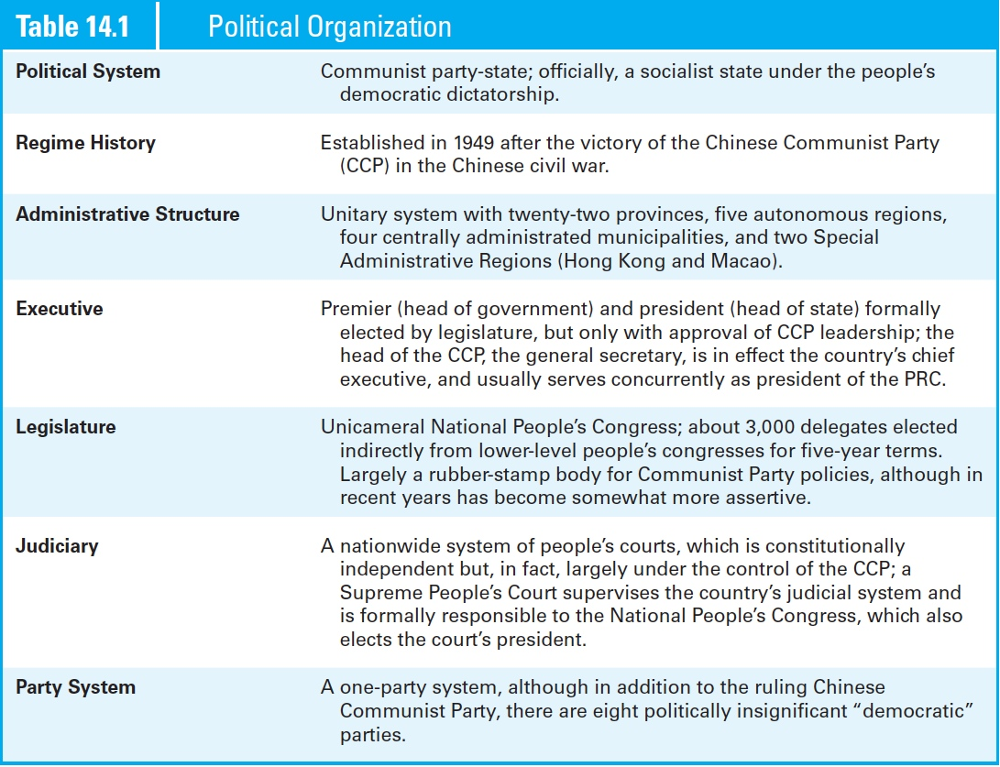 Table 14.1 Political Organization
Political System Communist party-state; officially, a socialist state under the people’s
democratic dictatorship.
Regime History Established in 1949 after the victory of the Chinese Communist Party
(CCP) in the Chinese civil war.
Administrative Structure Unitary system with twenty-two provinces, five autonomous regions,
four centrally administrated municipalities, and two Special
Administrative Regions (Hong Kong and Macao).
Executive Premier (head of government) and president (head of state) formally
elected by legislature, but only with approval of CCP leadership; the
head of the CCP, the general secretary, is in effect the country’s chief
executive, and usually serves concurrently as president of the PRC.
Legislature Unicameral National People’s Congress; about 3,000 delegates elected
indirectly from lower-level people’s congresses for five-year terms.
Largely a rubber-stamp body for Communist Party policies, although in
recent years has become somewhat more assertive.
Judiciary A nationwide system of people’s courts, which is constitutionally
independent but, in fact, largely under the control of the CCP; a
Supreme People’s Court supervises the country’s judicial system and
is formally responsible to the National People’s Congress, which also
elects the court’s president.
Party System A one-party system, although in addition to the ruling Chinese
Communist Party, there are eight politically insignificant “democratic”
parties.